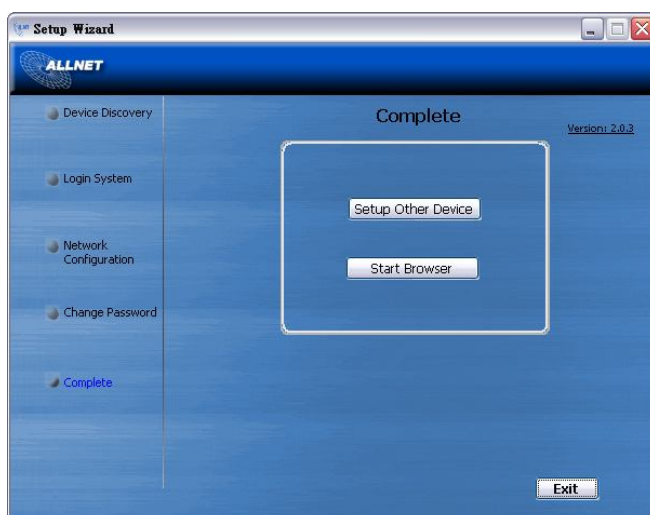 Setup Wizard
ALLNET
Device Discovery
Login System
Network
Configuration
Change Password
Complete
Complete
Version: 2.0.3
Setup Other Device
Start Browser
Exit